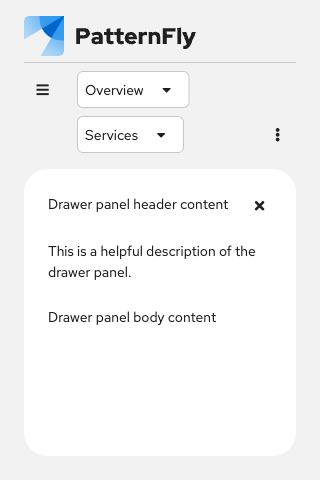 PatternFly
Overview
Services
Drawer panel header content
This is a helpful description of the
drawer panel.
Drawer panel body content